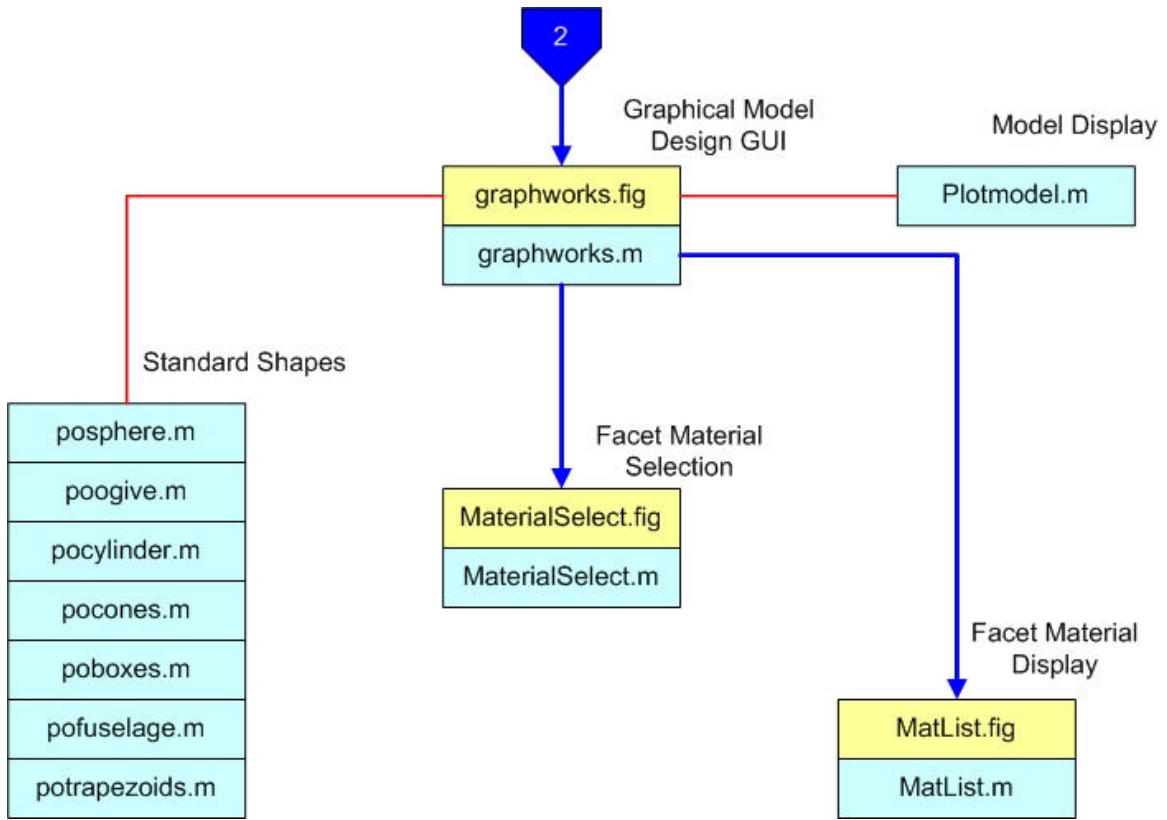 2
Graphical Model
Design GUI
Model Display
graphworks.fig
Plotmodel.m
graphworks.m
Standard Shapes
posphere.m
poogive.m
pocylinder.m
pocones.m
poboxes.m
pofuselage.m
potrapezoids.m
Facet Material
Selection
MaterialSelect.fig
MaterialSelect.m
Facet Material
Display
MatList.fig
MatList.m